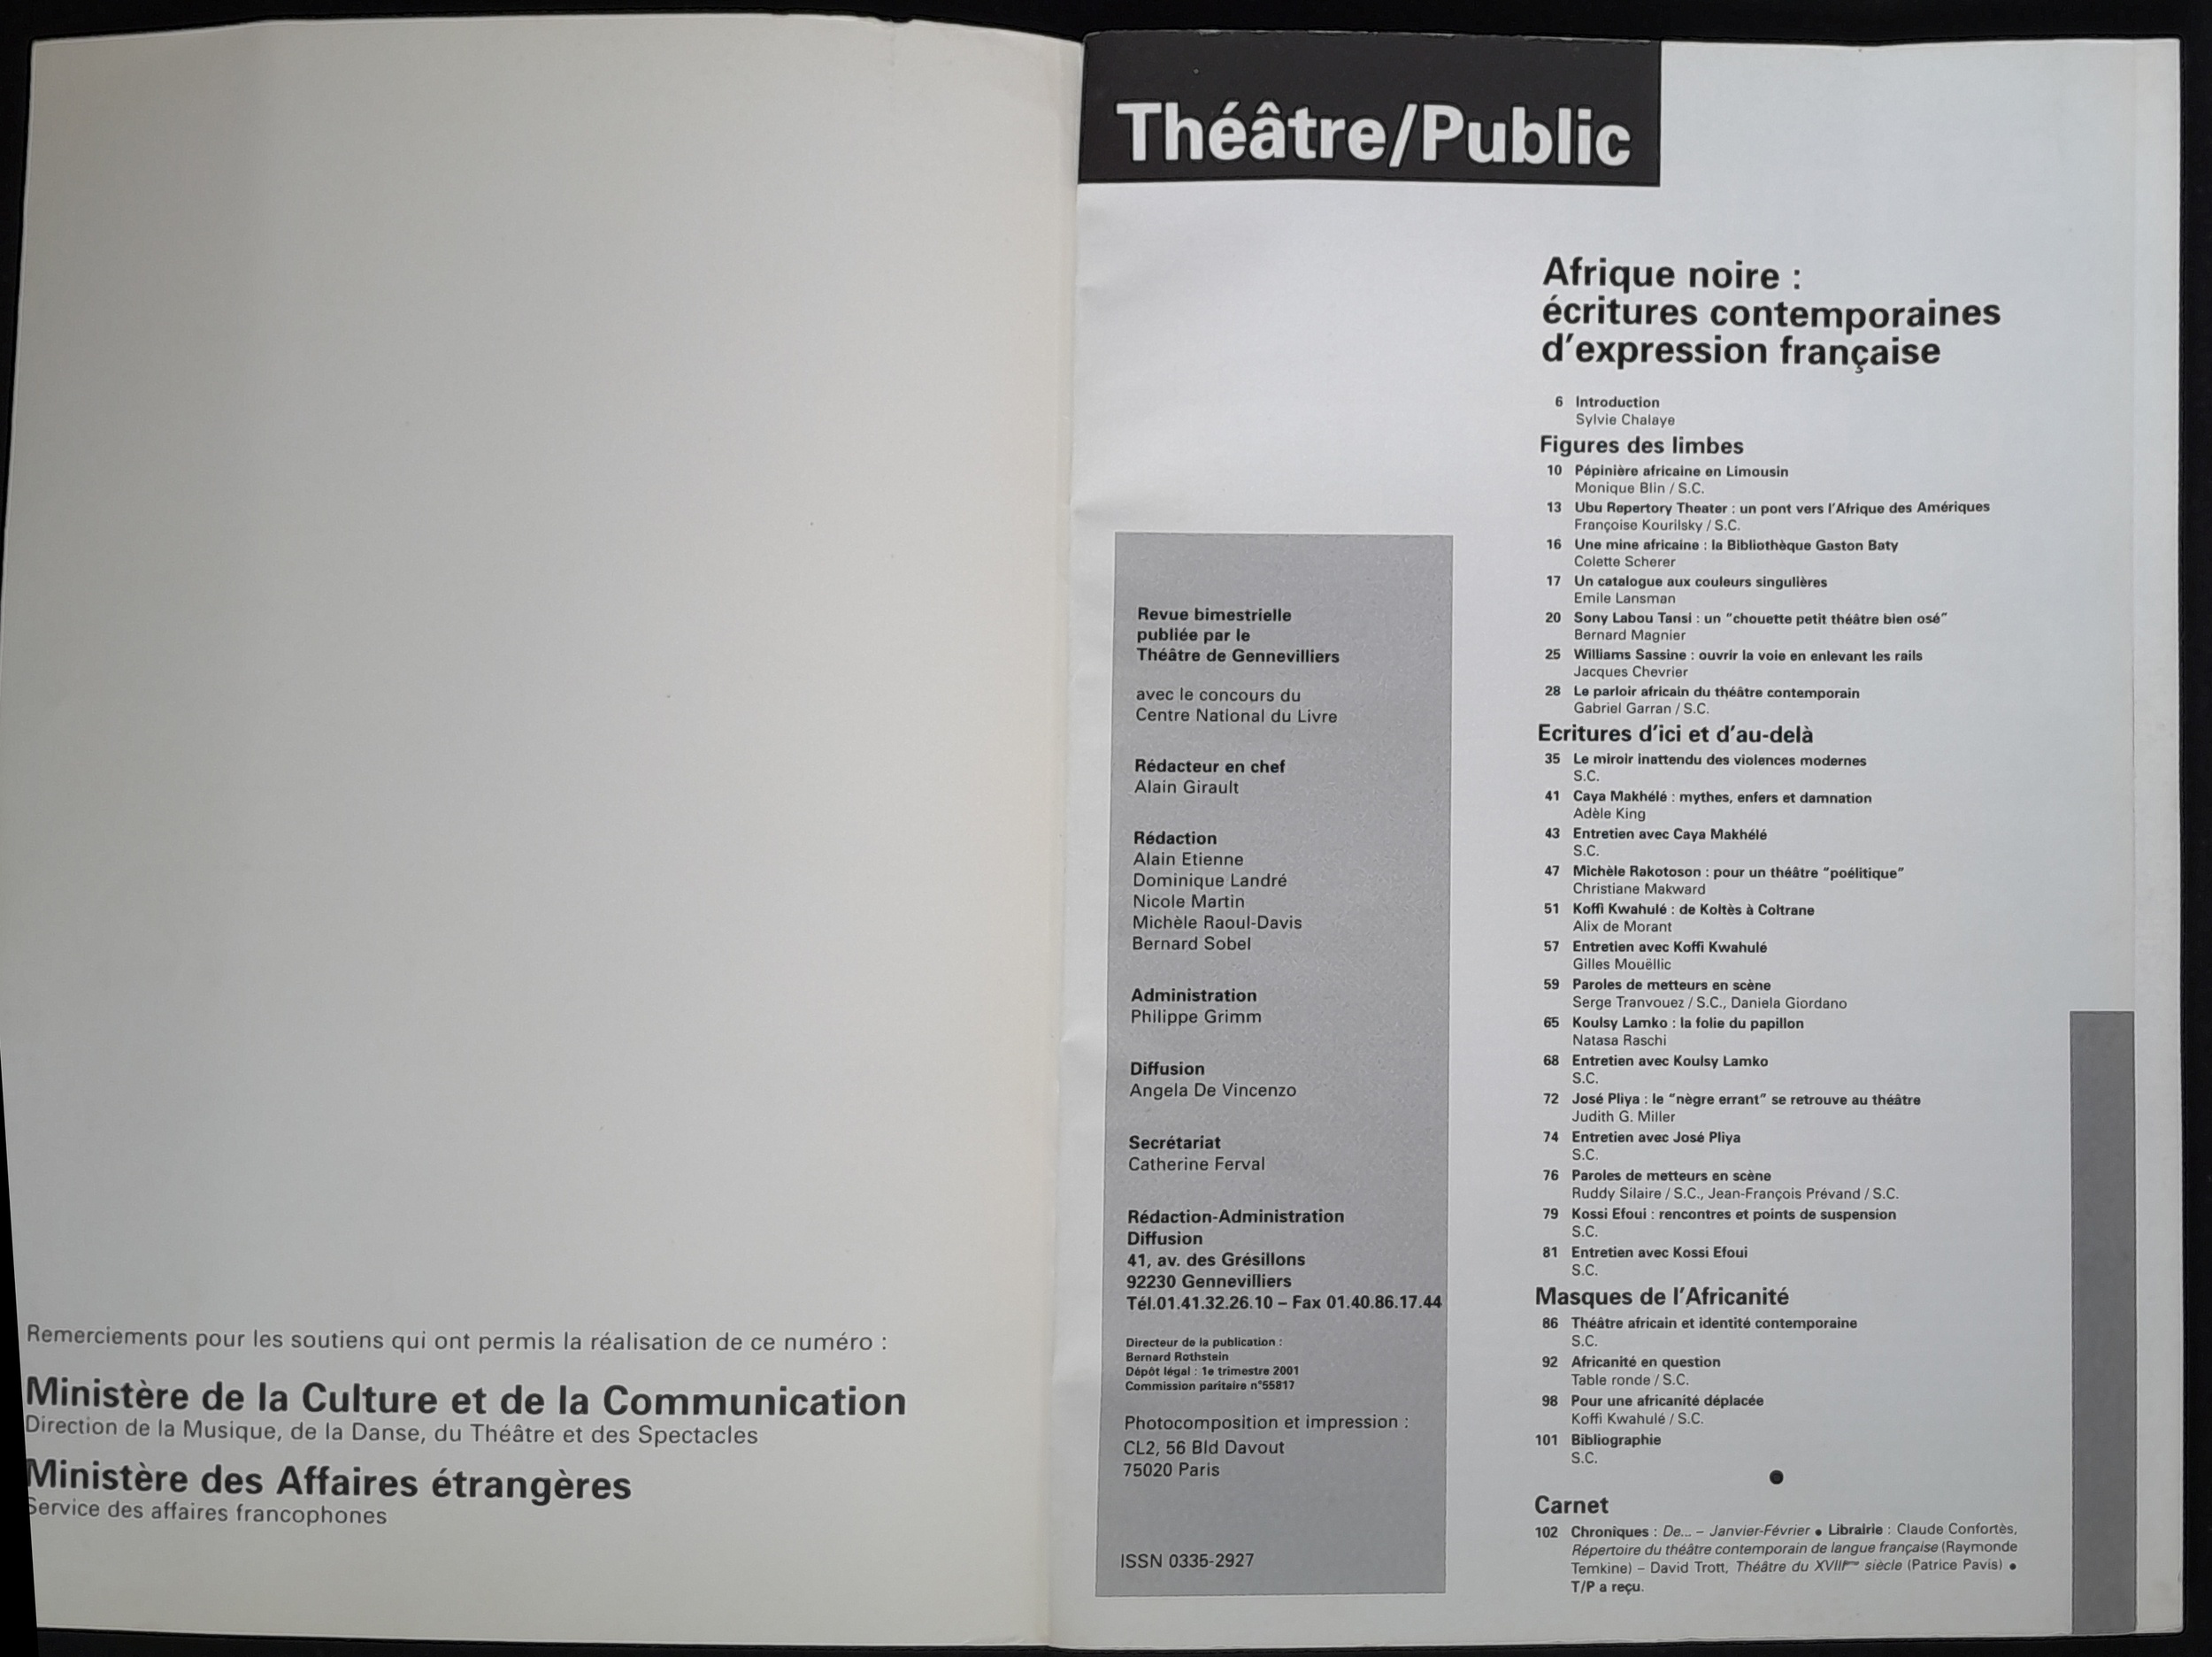 Remerciements pour les soutiens qui ont permis la réalisation de ce numéro :
Ministère de la Culture et de la Communication
Direction de la Musique, de la Danse, du Théâtre et des Spectacles
Ministère des Affaires étrangères
Service des affaires francophones
Théâtre/Public
Revue bimestrielle
publiée par le
Théâtre de Gennevilliers
avec le concours du
Centre National du Livre
Rédacteur en chef
Alain Girault
Rédaction
Alain Etienne
Dominique Landré
Nicole Martin
Michèle Raoul-Davis
Bernard Sobel
Administration
Philippe Grimm
Diffusion
Angela De Vincenzo
Secrétariat
Catherine Ferval
Rédaction-Administration
Diffusion
41, av. des Grésillons
92230 Gennevilliers
Tél.01.41.32.26.10 – Fax 01.40.86.17.44
Directeur de la publication :
Bernard Rothstein
Dépôt légal : 1e trimestre 2001
Commission paritaire n°55817
Photocomposition et impression :
CL2, 56 Bld Davout
75020 Paris
ISSN 0335-2927
Afrique noire :
écritures contemporaines
d'expression française
6 Introduction
Sylvie Chalaye
Figures des limbes
10 Pépinière africaine en Limousin
Monique Blin / S.C.
13 Ubu Repertory Theater : un pont vers l'Afrique des Amériques
Françoise Kourilsky / S.C.
16 Une mine africaine : la Bibliothèque Gaston Baty
Colette Scherer
17 Un catalogue aux couleurs singulières
Emile Lansman
20 Sony Labou Tansi : un "chouette petit théâtre bien osé"
Bernard Magnier
25 Williams Sassine : ouvrir la voie en enlevant les rails
Jacques Chevrier
28 Le parloir africain du théâtre contemporain
Gabriel Garran / S.C.
Ecritures d'ici et d'au-delà
35 Le miroir inattendu des violences modernes
S.C.
41 Caya Makhélé : mythes, enfers et damnation
Adèle King
43 Entretien avec Caya Makhélé
S.C.
47 Michèle Rakotoson : pour un théâtre "poélitique"
Christiane Makward
51 Koffi Kwahulé : de Koltès à Coltrane
Alix de Morant
57 Entretien avec Koffi Kwahulé
Gilles Mouëllic
59 Paroles de metteurs en scène
Serge Tranvouez / S.C., Daniela Giordano
65 Koulsy Lamko : la folie du papillon
Natasa Raschi
68 Entretien avec Koulsy Lamko
S.C.
72 José Pliya : le "nègre errant" se retrouve au théâtre
Judith G. Miller
74 Entretien avec José Pliya
S.C.
76 Paroles de metteurs en scène
Ruddy Silaire / S.C., Jean-François Prévand / S.C.
79 Kossi Efoui : rencontres et points de suspension
S.C.
81 Entretien avec Kossi Efoui
S.C.
Masques de l'Africanité
86 Théâtre africain et identité contemporaine
S.C.
92 Africanité en question
Table ronde / S.C.
98 Pour une africanité déplacée
Koffi Kwahulé / S.C.
101 Bibliographie
S.C.
●
Carnet
102 Chroniques : De... – Janvier-Février ● Librairie : Claude Confortès,
Répertoire du théâtre contemporain de langue française (Raymonde
Temkine) – David Trott, Théâtre du XVIIIème siècle (Patrice Pavis) ●
T/P a reçu.